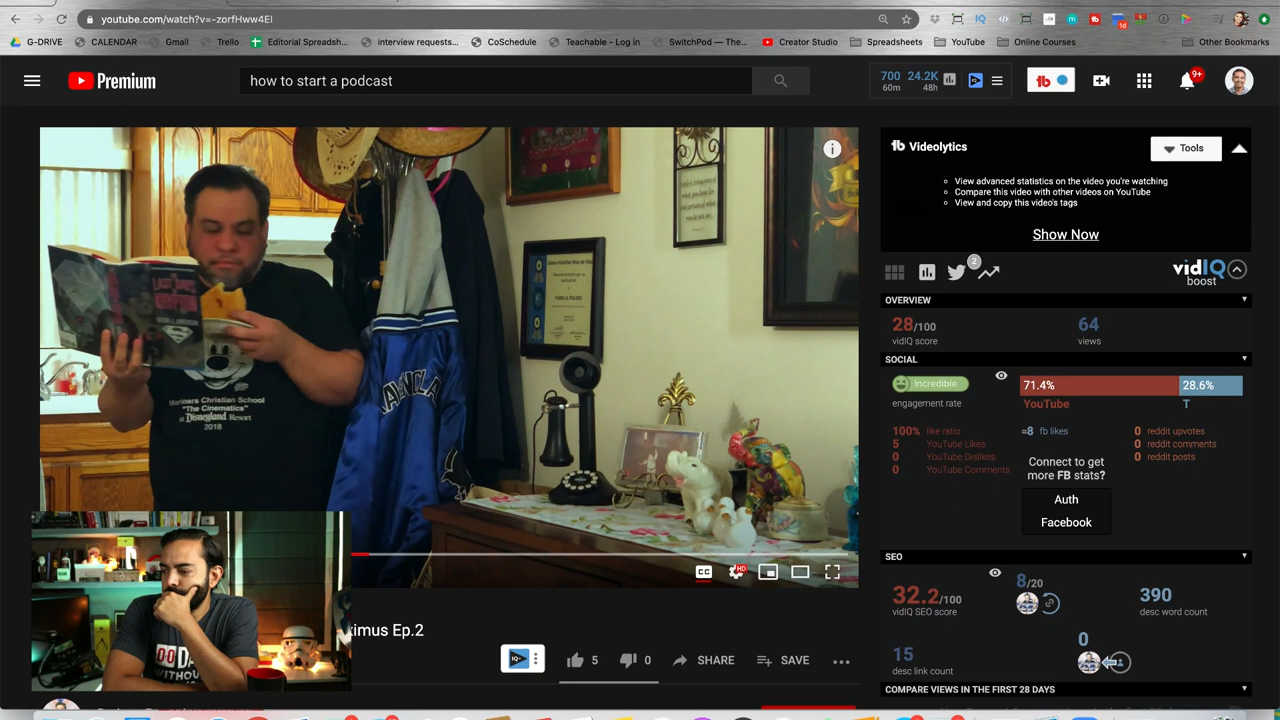 youtube.com/watch?v=-zorfHww4EI
G-DRIVE
CALENDAR
Gmail
Trello
Editorial Spreadsh...
interview requests...
CoSchedule
Teachable - Log in
SwitchPod — The...
Creator Studio
Spreadsheets
YouTube
Online Courses
Other Bookmarks
Premium
how to start a podcast
700
60m
24.2K
48h
9+
Videolytics
Tools
View advanced statistics on the video you're watching
Compare this video with other videos on YouTube
View and copy this video's tags
Show Now
2
vidIQ
boost
OVERVIEW
28/100
vidIQ score
64
views
SOCIAL
Incredible
engagement rate
71.4%
28.6%
YouTube
T
100% like ratio
5 YouTube Likes
0 YouTube Dislikes
0 YouTube Comments
≈8 fb likes
Connect to get
more FB stats?
Auth
Facebook
0 reddit upvotes
0 reddit comments
0 reddit posts
SEO
32.2/100
vidIQ SEO score
8/20
390
desc word count
15
desc link count
0
COMPARE VIEWS IN THE FIRST 28 DAYS
Mariners Christian School
"The Cinematics"
at Disneyland Resort
2018
CC
HD
ximus Ep.2
IQ
5
0
SHARE
SAVE